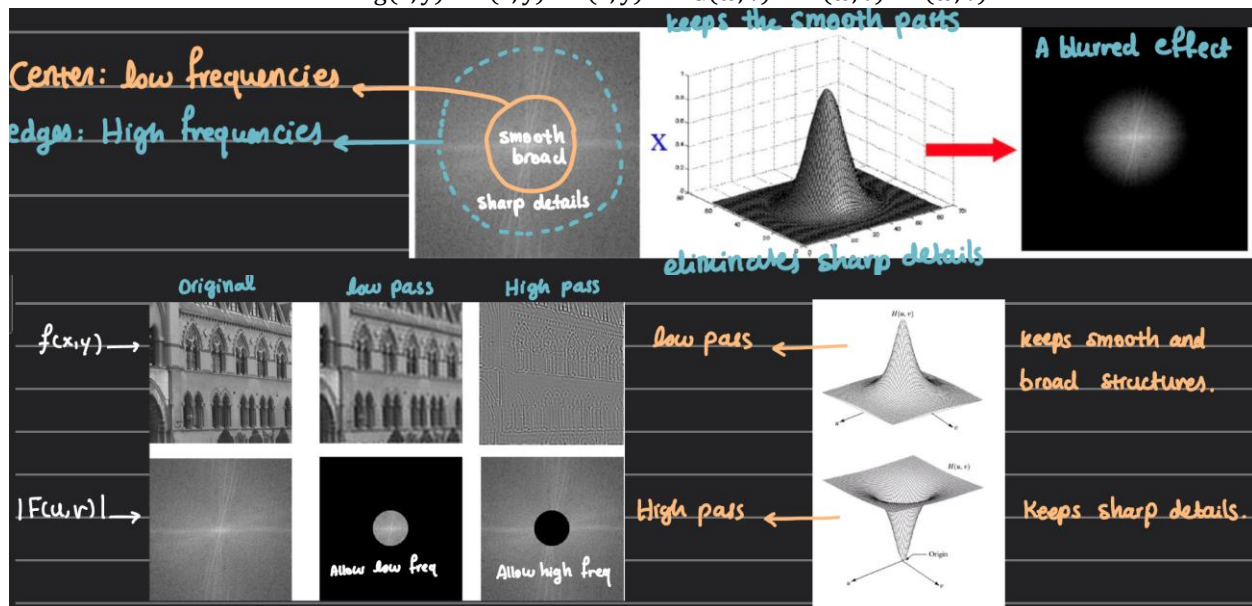 keeps the smooth parts
A blurred effect
Center: low frequencies
edges: High frequencies
smooth
broad
sharp details
X
eliminates sharp details
Original
low pass
High pass
f(x,y)
low pass
H(u, v)
keeps smooth and
broad structures.
|F(u,v)|
Allow low freq
Allow high freq
High pass
H(u, v)
Origin
Keeps sharp details.